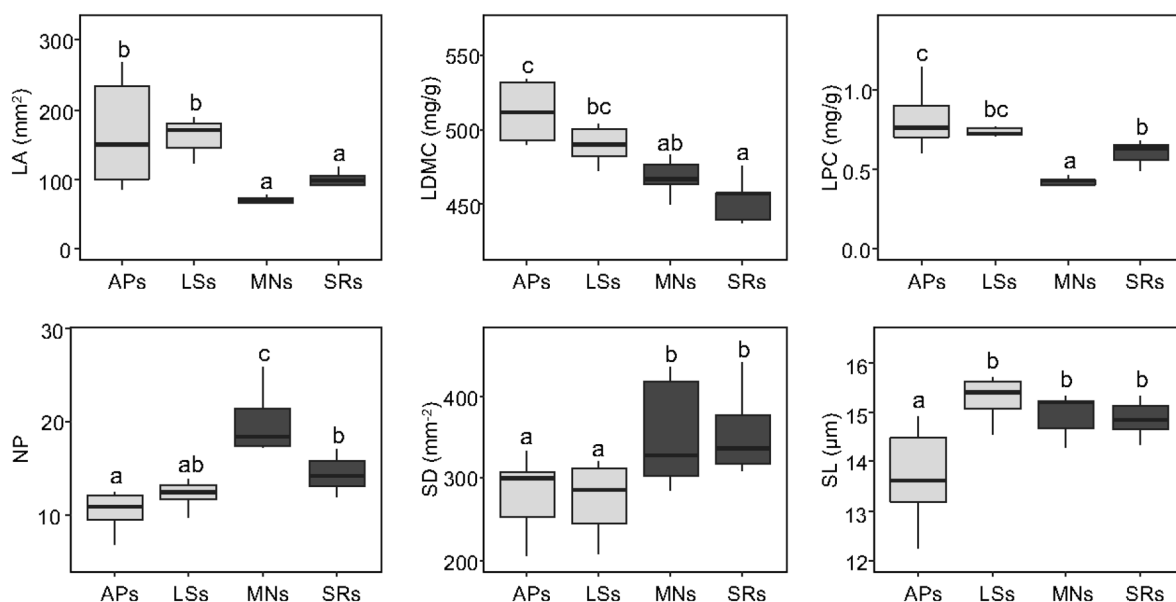 LA (mm²)
300
200
100
0
b
b
a
a
APs
LSs
MNs
SRs
LDMC (mg/g)
550
500
450
c
bc
ab
a
APs
LSs
MNs
SRs
LPC (mg/g)
1.0
0.5
0.0
c
bc
a
b
APs
LSs
MNs
SRs
NP
30
20
10
a
ab
c
b
APs
LSs
MNs
SRs
SD (mm⁻²)
400
300
200
a
a
b
b
APs
LSs
MNs
SRs
SL (μm)
16
15
14
13
12
a
b
b
b
APs
LSs
MNs
SRs